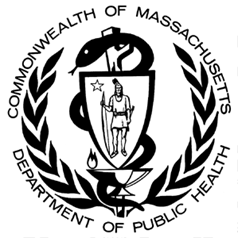 COMMONWEALTH OF MASSACHUSETTS
DEPARTMENT OF PUBLIC HEALTH